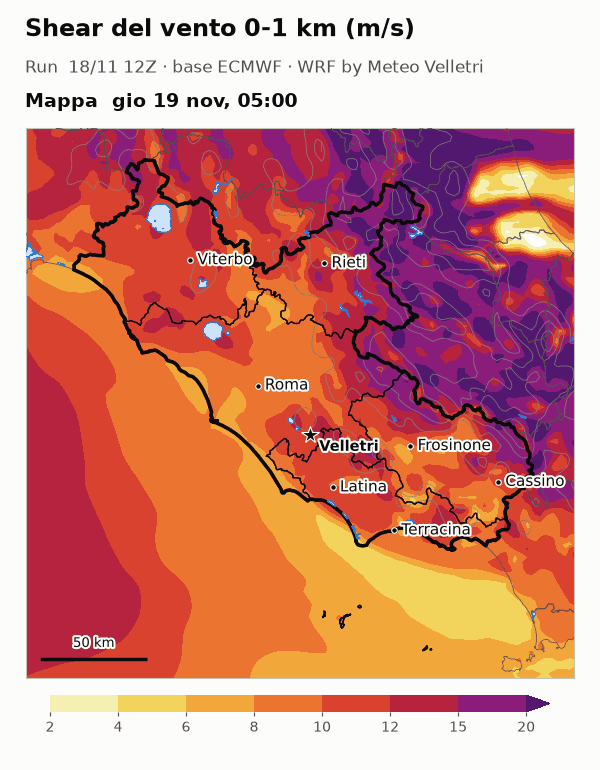 Shear del vento 0-1 km (m/s)
Run  18/11 12Z · base ECMWF · WRF by Meteo Velletri
Mappa  gio 19 nov, 05:00
Viterbo
Rieti
Roma
Velletri
Frosinone
Latina
Cassino
Terracina
50 km
2 4 6 8 10 12 15 20